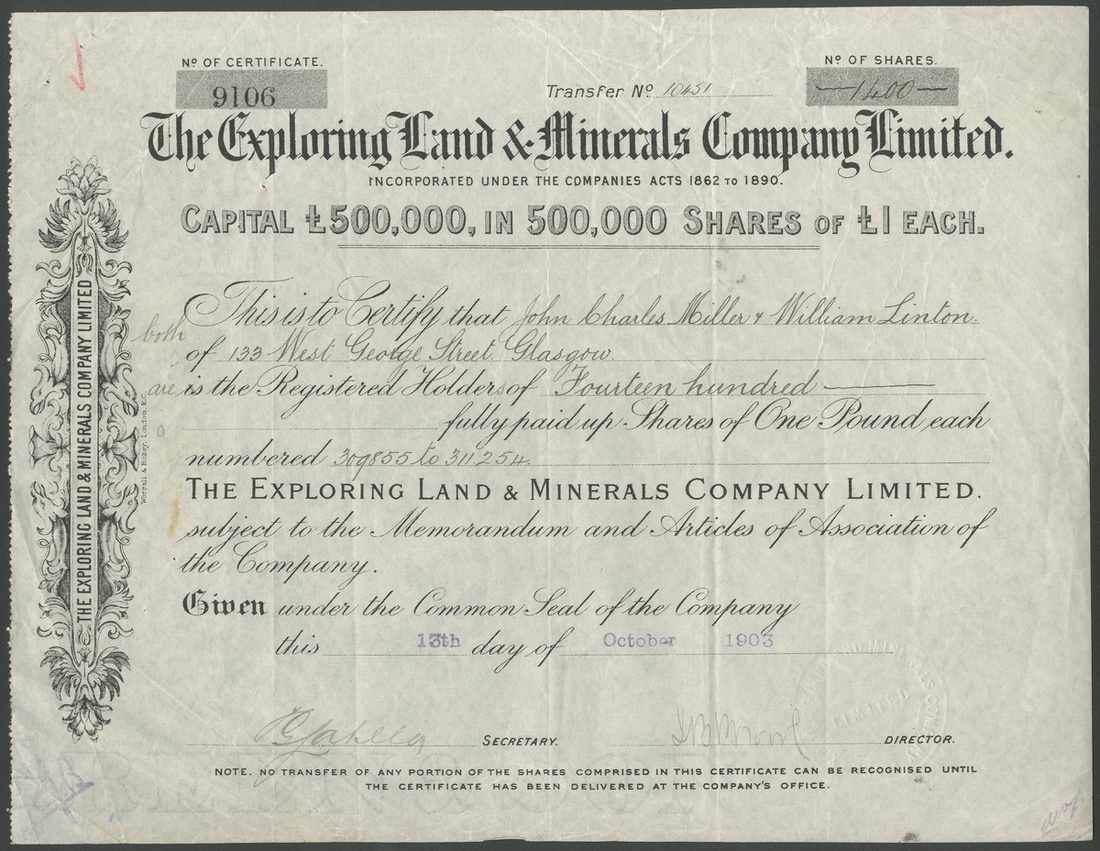 Nº OF CERTIFICATE.
9106
Transfer Nº 10451
Nº OF SHARES.
—1400—
The Exploring Land & Minerals Company Limited.
INCORPORATED UNDER THE COMPANIES ACTS 1862 TO 1890.
CAPITAL £500,000, IN 500,000 SHARES OF £1 EACH.
THE EXPLORING LAND & MINERALS COMPANY LIMITED
Worrall & Robey, London, E.C.
This is to Certify that John Charles Miller & William Linton.
both of 133 West George Street. Glasgow.
are is the Registered Holders of Fourteen hundred
fully paid up Shares of One Pound each
numbered 309855 to 311254.
THE EXPLORING LAND & MINERALS COMPANY LIMITED.
subject to the Memorandum and Articles of Association of
the Company.
Given under the Common Seal of the Company
this 13th day of October 1903
SECRETARY.
DIRECTOR.
LIMITED
NOTE. NO TRANSFER OF ANY PORTION OF THE SHARES COMPRISED IN THIS CERTIFICATE CAN BE RECOGNISED UNTIL
THE CERTIFICATE HAS BEEN DELIVERED AT THE COMPANY'S OFFICE.